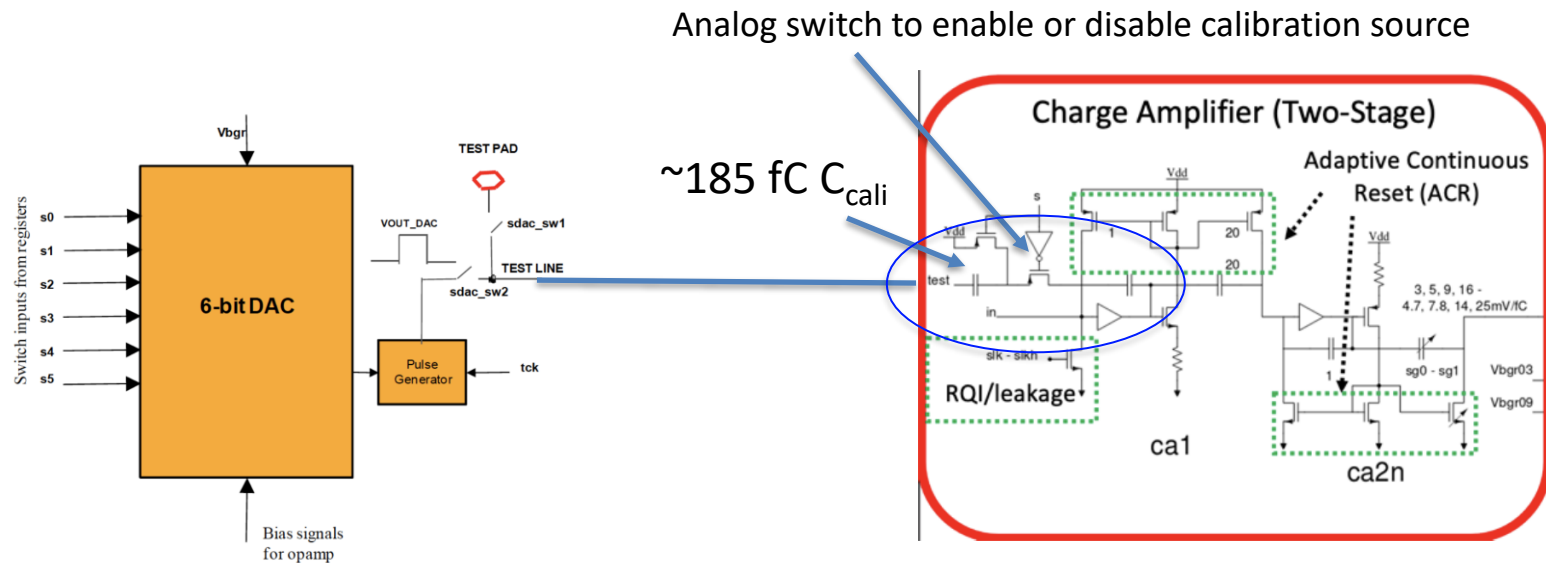 Analog switch to enable or disable calibration source
Vbgr
TEST PAD
s0
s1
s2
s3
s4
s5
Switch inputs from registers
6-bit DAC
VOUT_DAC
sdac_sw1
TEST LINE
sdac_sw2
Pulse
Generator
tck
Bias signals
for opamp
~185 fC Ccali
Charge Amplifier (Two-Stage)
Adaptive Continuous
Reset (ACR)
s
Vdd
Vdd
1
20
20
Vdd
test
in
3, 5, 9, 16 -
4.7, 7.8, 14, 25mV/fC
slk - slkh
RQI/leakage
1
sg0 - sg1
Vbgr03
Vbgr09
ca1
ca2n